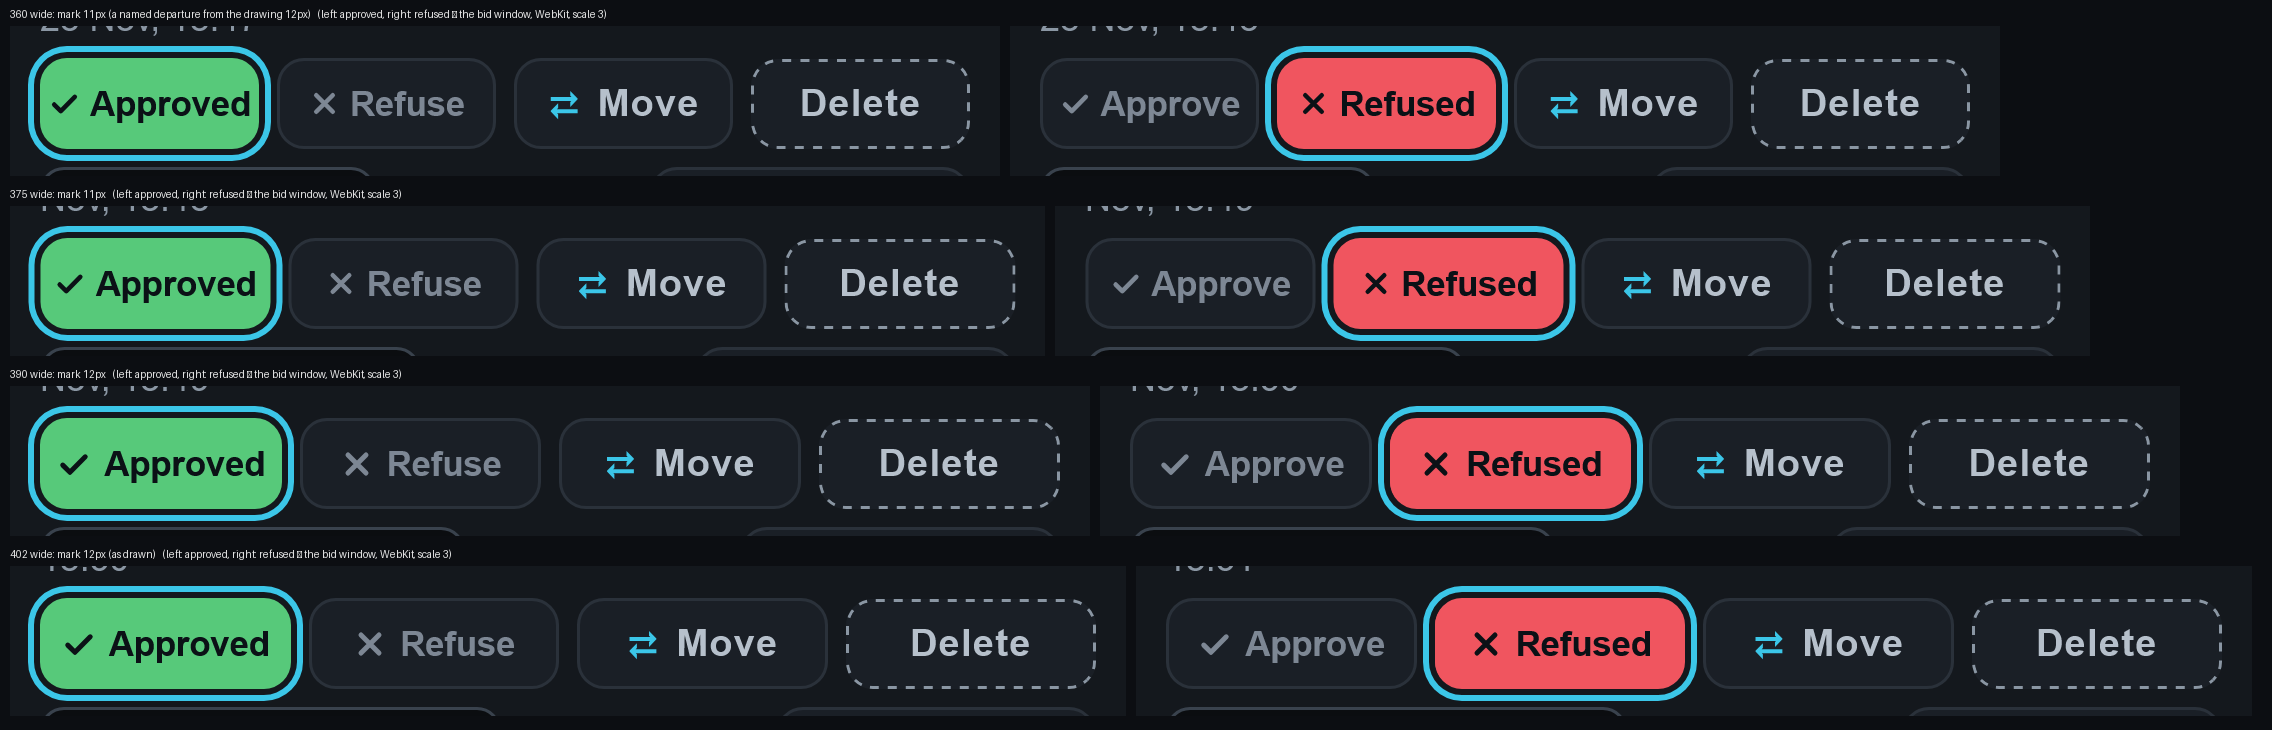 360 wide: mark 11px (a named departure from the drawing 12px) (left approved, right refused the bid window, WebKit, scale 3)
Approved Refuse Move Delete Approve Refused Move Delete
375 wide: mark 11px (left approved, right refused the bid window, WebKit, scale 3)
Approved Refuse Move Delete Approve Refused Move Delete
390 wide: mark 12px (left approved, right refused the bid window, WebKit, scale 3)
Approved Refuse Move Delete Approve Refused Move Delete
402 wide: mark 12px (as drawn) (left approved, right refused the bid window, WebKit, scale 3)
Approved Refuse Move Delete Approve Refused Move Delete